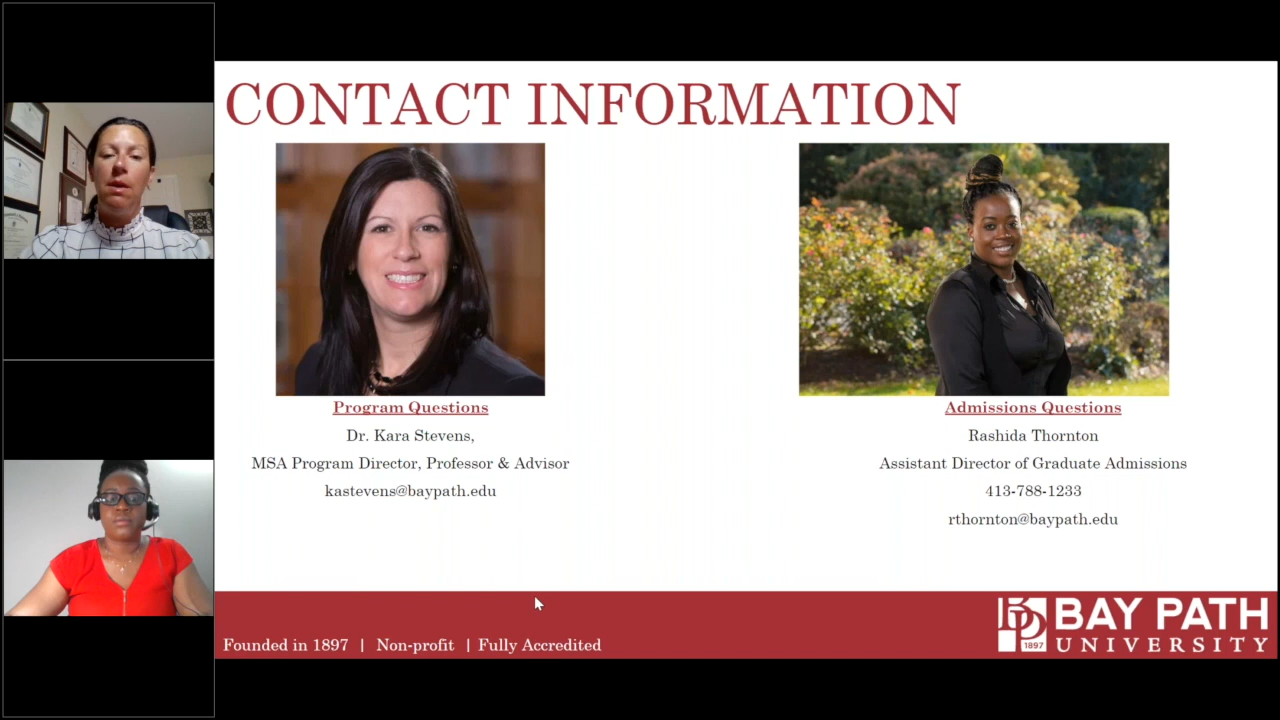 CONTACT INFORMATION
Program Questions
Dr. Kara Stevens,
MSA Program Director, Professor & Advisor
kastevens@baypath.edu
Admissions Questions
Rashida Thornton
Assistant Director of Graduate Admissions
413-788-1233
rthornton@baypath.edu
Founded in 1897 | Non-profit | Fully Accredited
1897
BAY PATH
UNIVERSITY